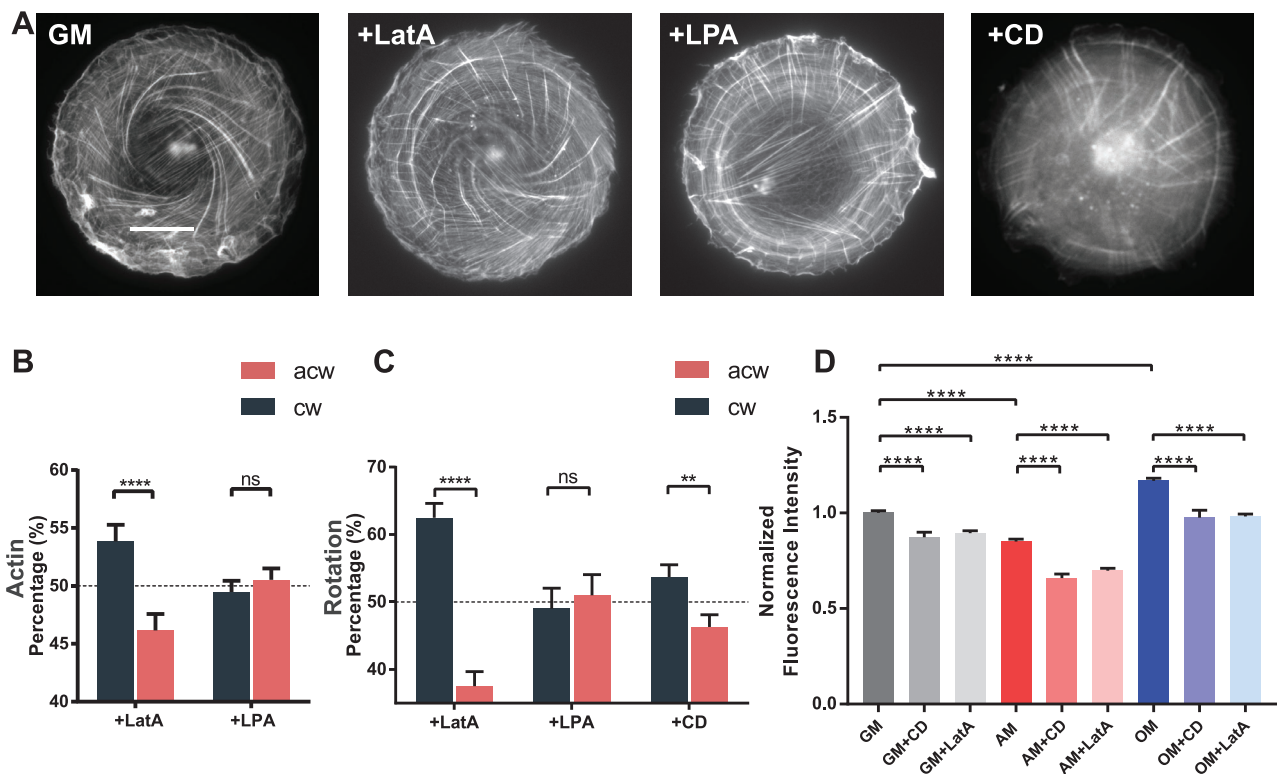 A
GM
+LatA
+LPA
+CD
B
acw
cw
Actin
Percentage (%)
60
55
50
45
40
****
ns
+LatA
+LPA
C
acw
cw
Rotation
Percentage (%)
70
60
50
40
****
ns
**
+LatA
+LPA
+CD
D
Normalized
Fluorescence Intensity
1.5
1.0
0.5
0.0
****
****
****
****
****
****
****
****
GM
GM+CD
GM+LatA
AM
AM+CD
AM+LatA
OM
OM+CD
OM+LatA